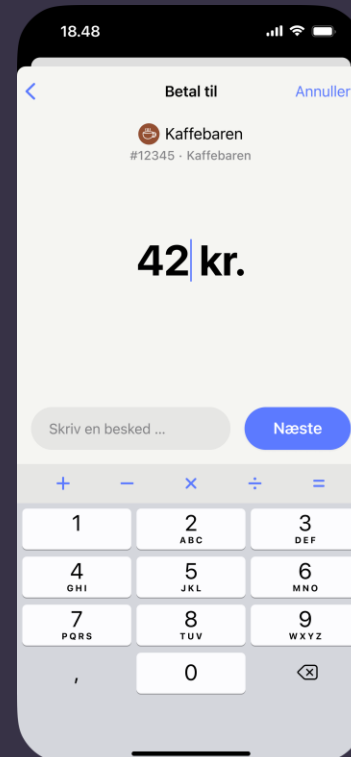 18.48
Betal til Annuller
Kaffebaren
#12345 · Kaffebaren
42 kr.
Skriv en besked ... Næste
+ − × ÷ =
1 2 3
ABC DEF
4 5 6
GHI JKL MNO
7 8 9
PQRS TUV WXYZ
, 0